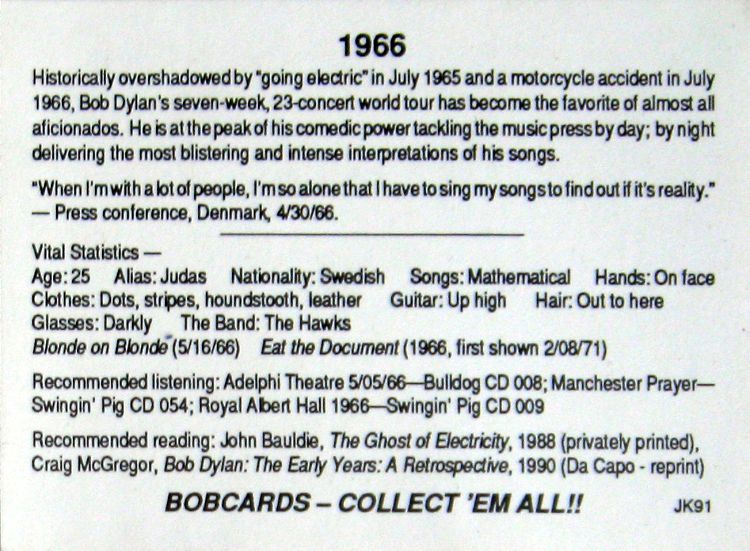 1966
Historically overshadowed by "going electric" in July 1965 and a motorcycle accident in July
1966, Bob Dylan's seven-week, 23-concert world tour has become the favorite of almost all
aficionados. He is at the peak of his comedic power tackling the music press by day; by night
delivering the most blistering and intense interpretations of his songs.
"When I'm with a lot of people, I'm so alone that I have to sing my songs to find out if it's reality."
— Press conference, Denmark, 4/30/66.
Vital Statistics —
Age: 25 Alias: Judas Nationality: Swedish Songs: Mathematical Hands: On face
Clothes: Dots, stripes, houndstooth, leather Guitar: Up high Hair: Out to here
Glasses: Darkly The Band: The Hawks
Blonde on Blonde (5/16/66) Eat the Document (1966, first shown 2/08/71)
Recommended listening: Adelphi Theatre 5/05/66—Bulldog CD 008; Manchester Prayer—
Swingin' Pig CD 054; Royal Albert Hall 1966—Swingin' Pig CD 009
Recommended reading: John Bauldie, The Ghost of Electricity, 1988 (privately printed),
Craig McGregor, Bob Dylan: The Early Years: A Retrospective, 1990 (Da Capo - reprint)
BOBCARDS – COLLECT 'EM ALL!! JK91